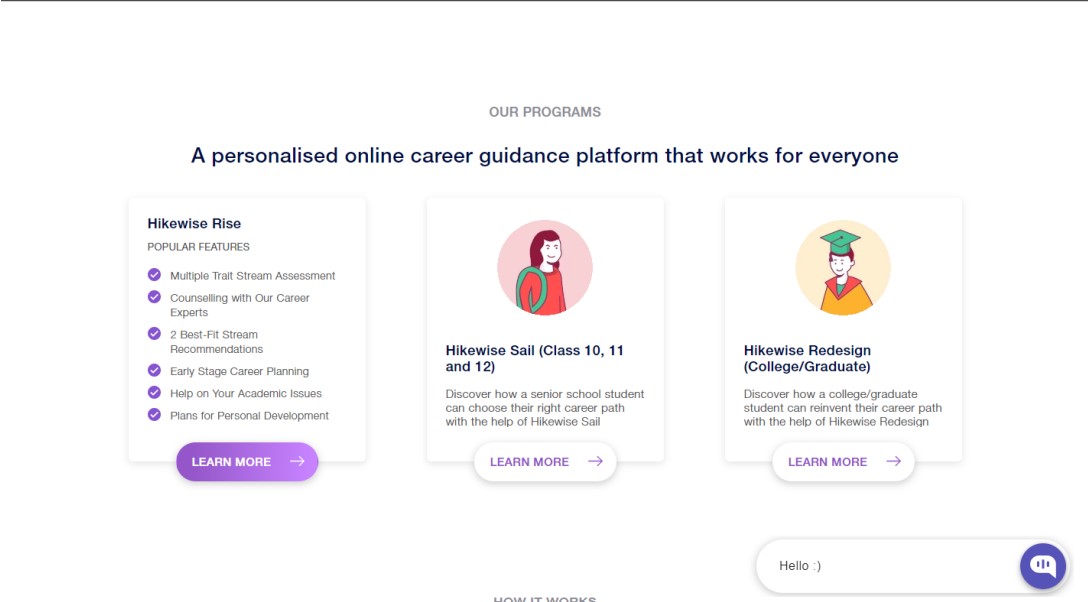 OUR PROGRAMS
A personalised online career guidance platform that works for everyone
Hikewise Rise
POPULAR FEATURES
Multiple Trait Stream Assessment
Counselling with Our Career
Experts
2 Best-Fit Stream
Recommendations
Early Stage Career Planning
Help on Your Academic Issues
Plans for Personal Development
LEARN MORE
Hikewise Sail (Class 10, 11
and 12)
Discover how a senior school student
can choose their right career path
with the help of Hikewise Sail
LEARN MORE
Hikewise Redesign
(College/Graduate)
Discover how a college/graduate
student can reinvent their career path
with the help of Hikewise Redesign
LEARN MORE
Hello :)
HOW IT WORKS